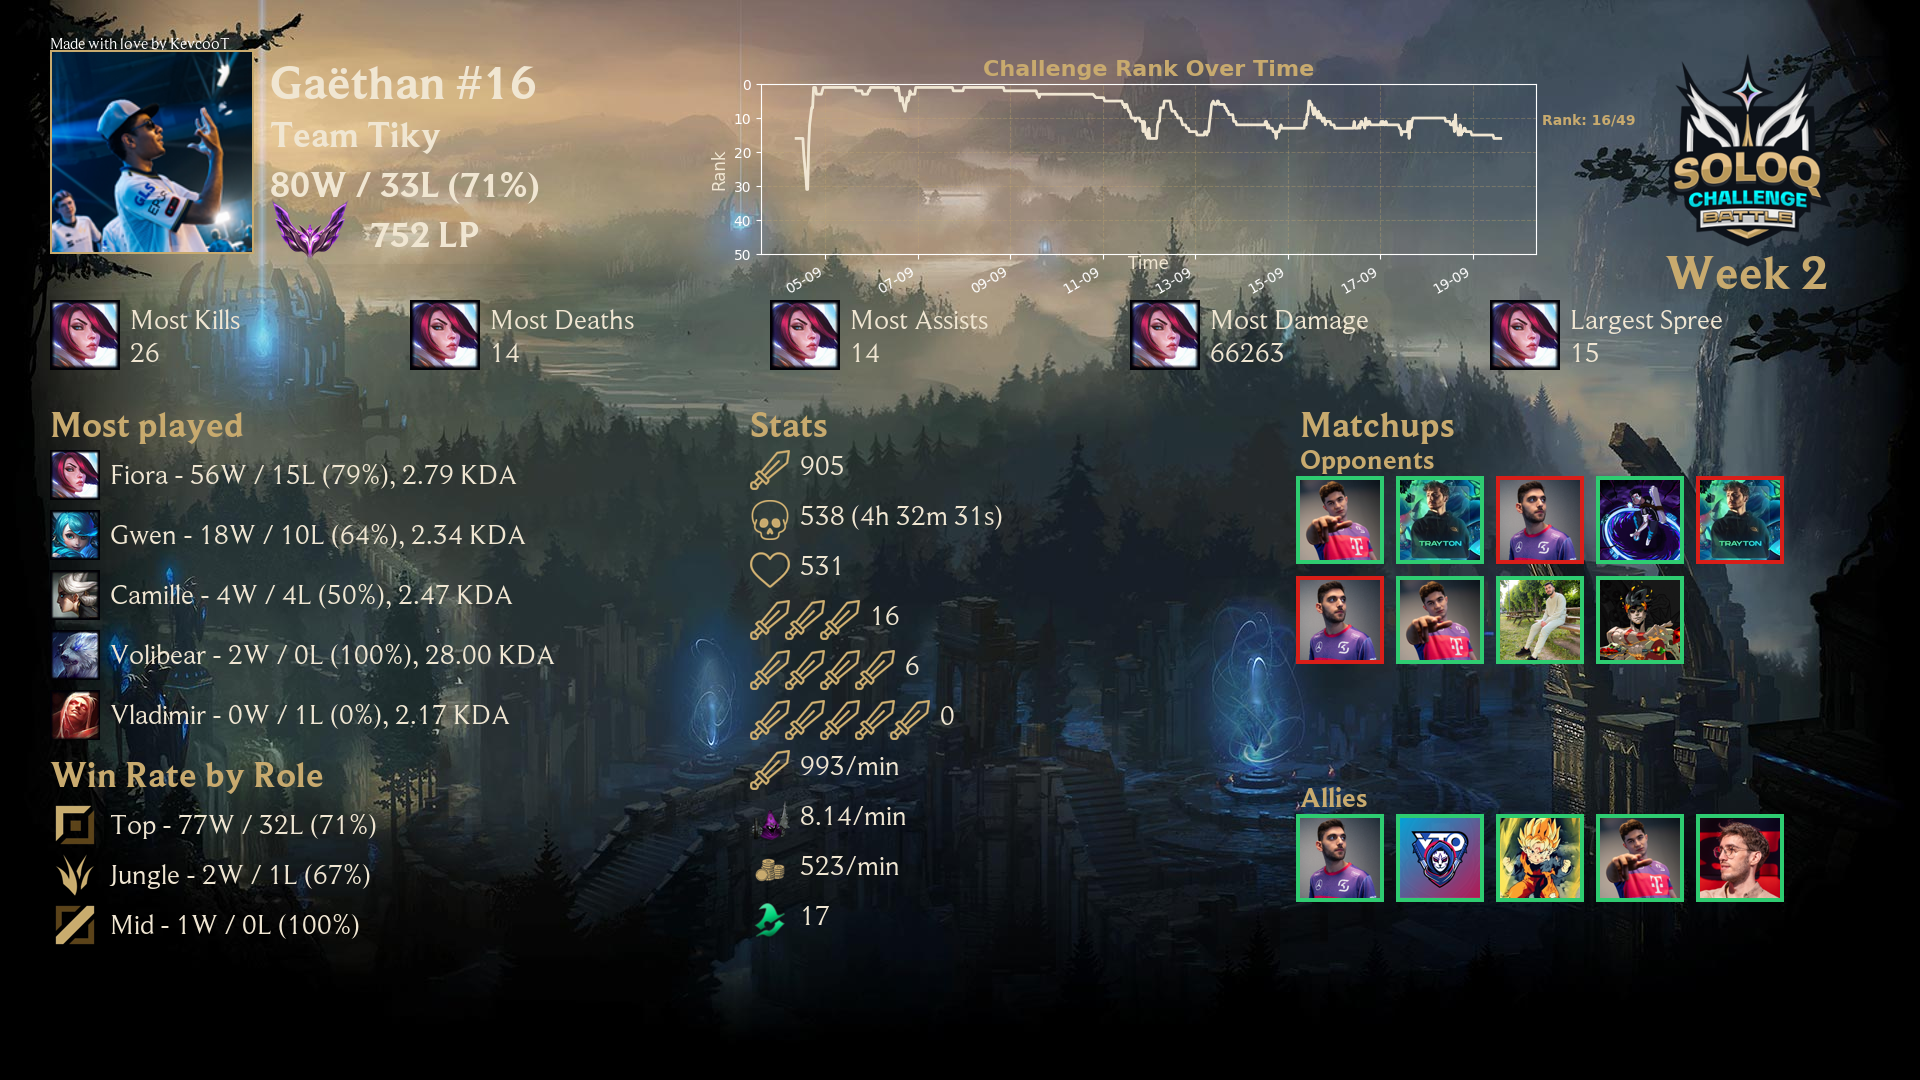 Made with love by KevcooT
Gaëthan #16
Team Tiky
80W / 33L (71%)
752 LP
Challenge Rank Over Time
Rank
0
10
20
30
40
50
05-09
07-09
09-09
11-09
13-09
15-09
17-09
19-09
Time
Rank: 16/49
SOLOQ
CHALLENGE
BATTLE
Week 2
Most Kills
26
Most Deaths
14
Most Assists
14
Most Damage
66263
Largest Spree
15
Most played
Fiora - 56W / 15L (79%), 2.79 KDA
Gwen - 18W / 10L (64%), 2.34 KDA
Camille - 4W / 4L (50%), 2.47 KDA
Volibear - 2W / 0L (100%), 28.00 KDA
Vladimir - 0W / 1L (0%), 2.17 KDA
Win Rate by Role
Top - 77W / 32L (71%)
Jungle - 2W / 1L (67%)
Mid - 1W / 0L (100%)
Stats
905
538 (4h 32m 31s)
531
16
6
0
993/min
8.14/min
523/min
17
Matchups
Opponents
TRAYTON
TRAYTON
Allies
VTO